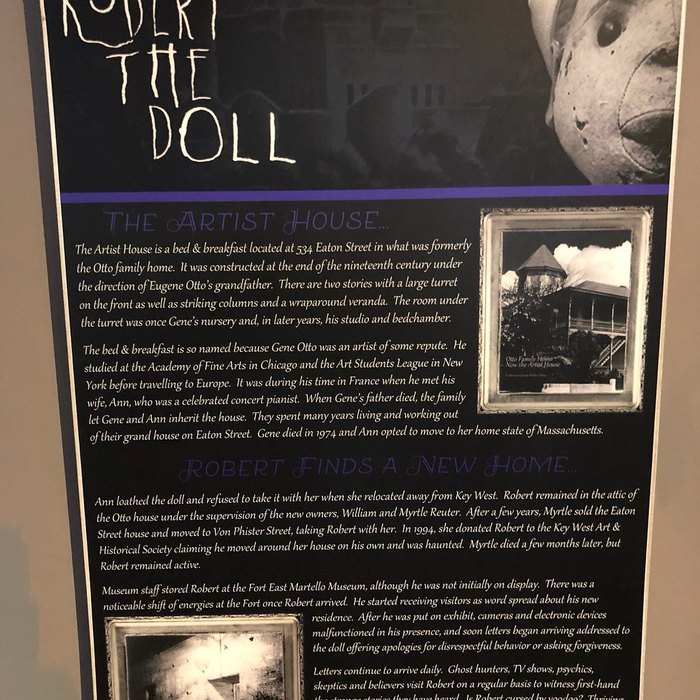 ROBERT
THE
DOLL
THE ARTIST HOUSE...
The Artist House is a bed & breakfast located at 534 Eaton Street in what was formerly
the Otto family home. It was constructed at the end of the nineteenth century under
the direction of Eugene Otto's grandfather. There are two stories with a large turret
on the front as well as striking columns and a wraparound veranda. The room under
the turret was once Gene's nursery and, in later years, his studio and bedchamber.
The bed & breakfast is so named because Gene Otto was an artist of some repute. He
studied at the Academy of Fine Arts in Chicago and the Art Students League in New
York before travelling to Europe. It was during his time in France when he met his
wife, Ann, who was a celebrated concert pianist. When Gene's father died, the family
let Gene and Ann inherit the house. They spent many years living and working out
of their grand house on Eaton Street. Gene died in 1974 and Ann opted to move to her home state of Massachusetts.
Otto Family House
Now the Artist House
ROBERT FINDS A NEW HOME...
Ann loathed the doll and refused to take it with her when she relocated away from Key West. Robert remained in the attic of
the Otto house under the supervision of the new owners, William and Myrtle Reuter. After a few years, Myrtle sold the Eaton
Street house and moved to Von Phister Street, taking Robert with her. In 1994, she donated Robert to the Key West Art &
Historical Society claiming he moved around her house on his own and was haunted. Myrtle died a few months later, but
Robert remained active.
Museum staff stored Robert at the Fort East Martello Museum, although he was not initially on display. There was a
noticeable shift of energies at the Fort once Robert arrived. He started receiving visitors as word spread about his new
residence. After he was put on exhibit, cameras and electronic devices
malfunctioned in his presence, and soon letters began arriving addressed to
the doll offering apologies for disrespectful behavior or asking forgiveness.
Letters continue to arrive daily. Ghost hunters, TV shows, psychics,
skeptics and believers visit Robert on a regular basis to witness first-hand
the strange stories they have heard. Is Robert cursed by voodoo? Thriving